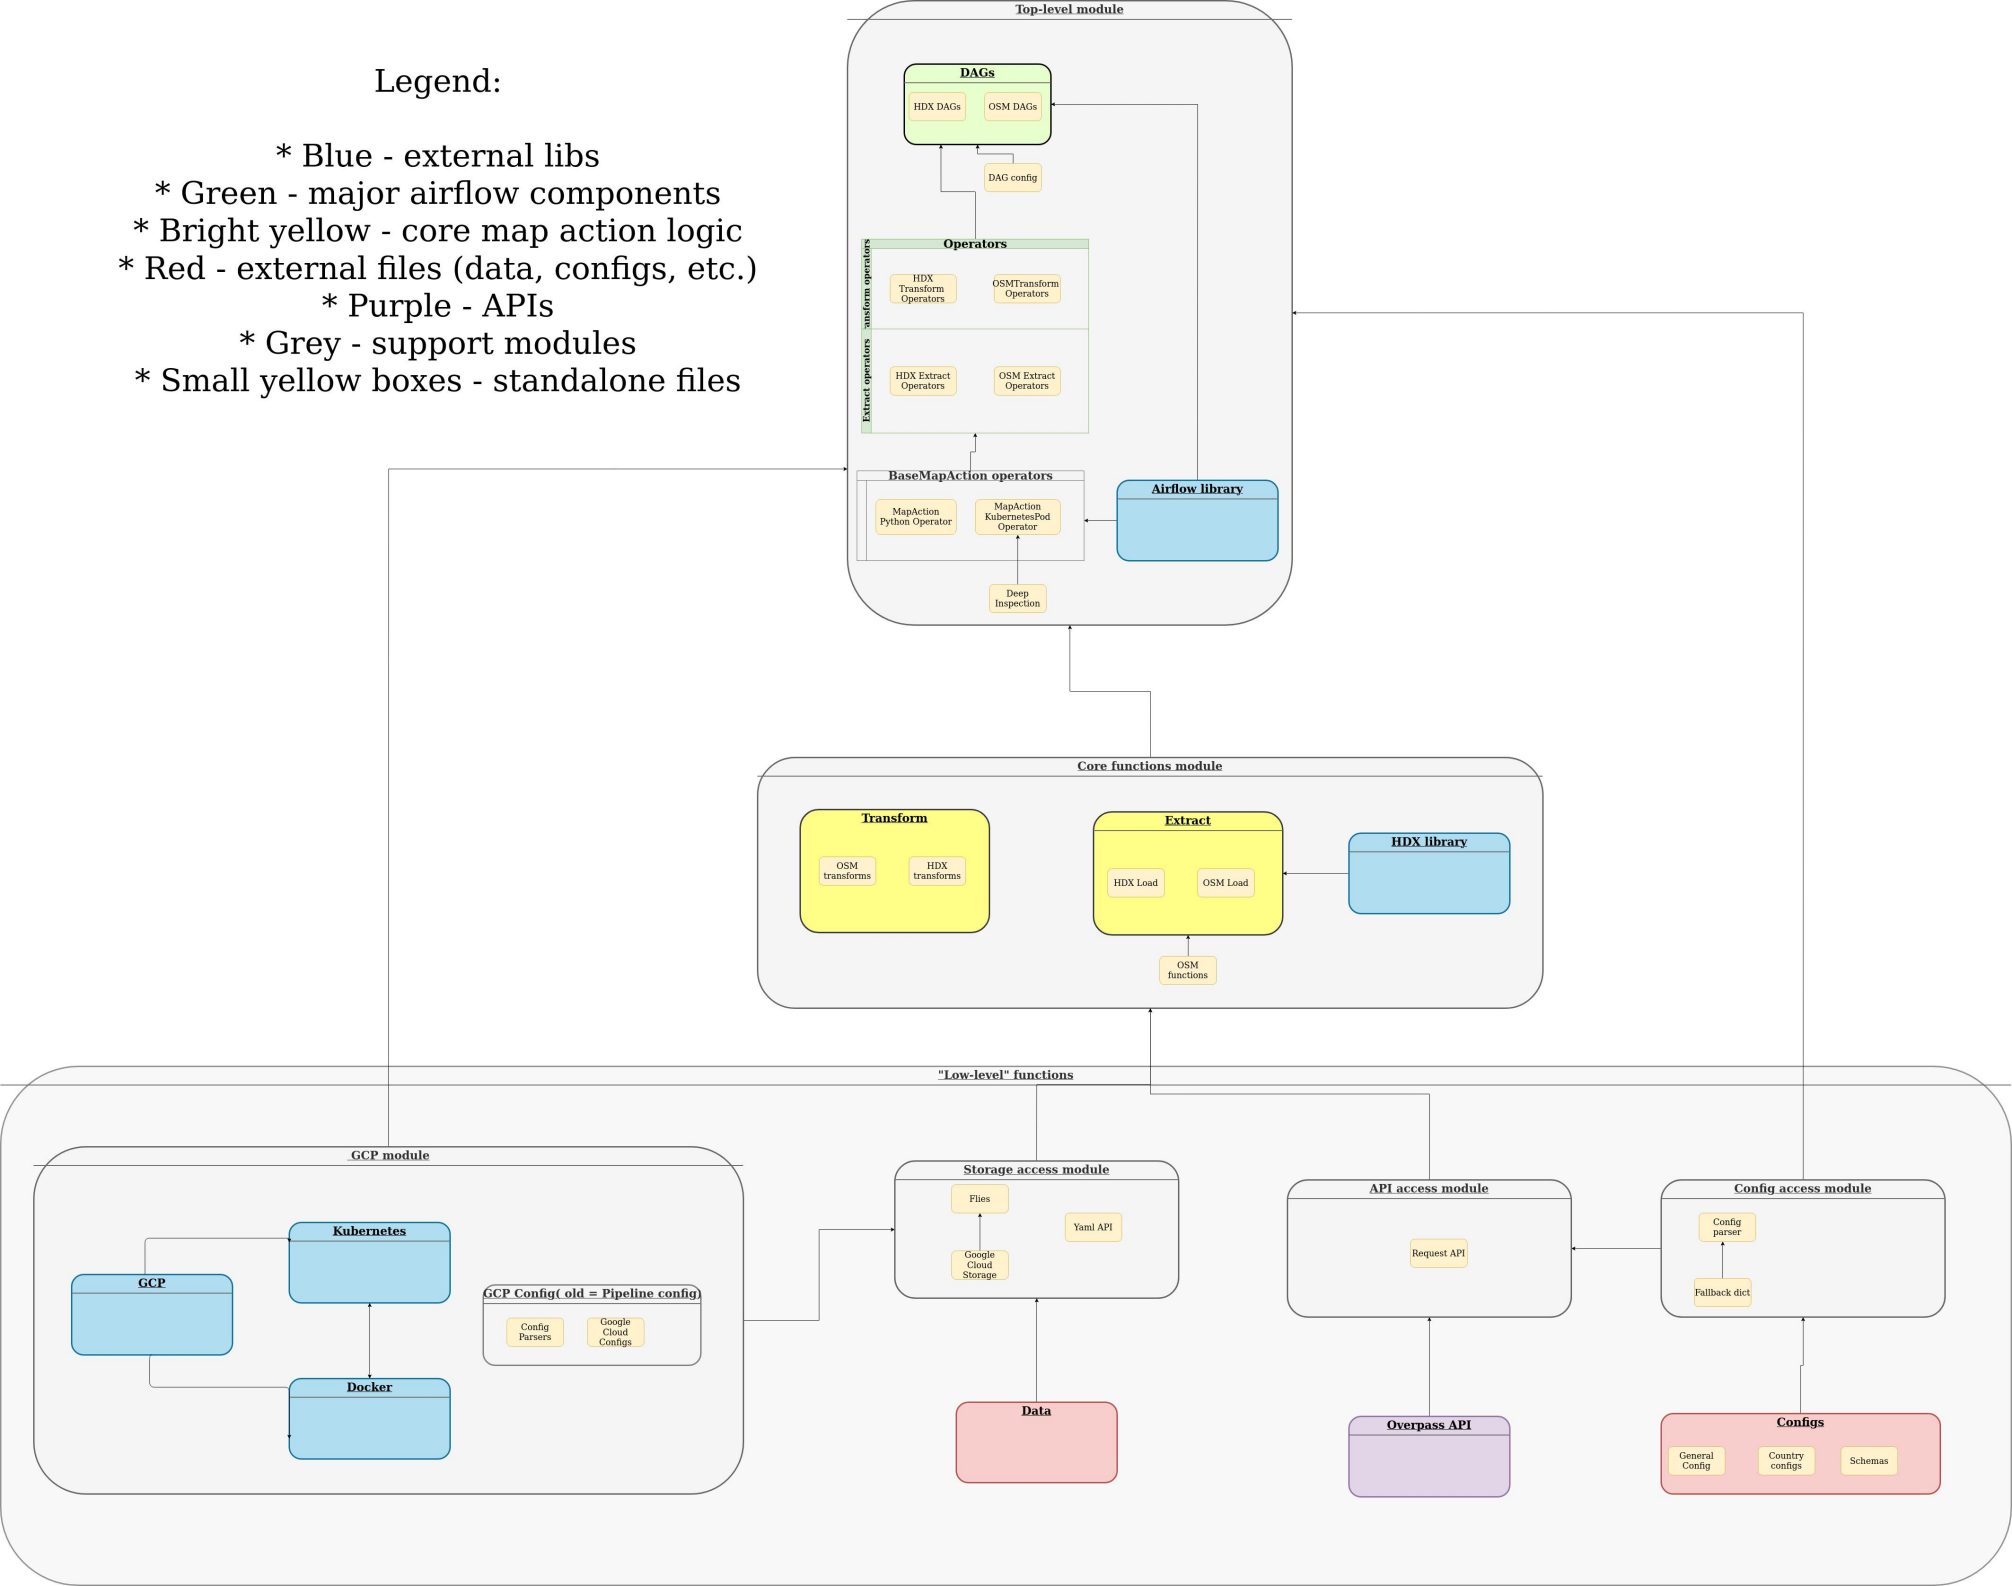 Top-level module
Legend:
* Blue - external libs
* Green - major airflow components
* Bright yellow - core map action logic
* Red - external files (data, configs, etc.)
* Purple - APIs
* Grey - support modules
* Small yellow boxes - standalone files
DAGs
HDX DAGs
OSM DAGs
DAG config
Operators
ansform operators
HDX
Transform
Operators
OSMTransform
Operators
Extract operators
HDX Extract
Operators
OSM Extract
Operators
BaseMapAction operators
MapAction
Python Operator
MapAction
KubernetesPod
Operator
Airflow library
Deep
Inspection
Core functions module
Transform
OSM
transforms
HDX
transforms
Extract
HDX Load
OSM Load
HDX library
OSM
functions
"Low-level" functions
GCP module
Kubernetes
GCP
Docker
GCP Config( old = Pipeline config)
Config
Parsers
Google
Cloud
Configs
Storage access module
Flies
Yaml API
Google
Cloud
Storage
Data
API access module
Request API
Overpass API
Config access module
Config
parser
Fallback dict
Configs
General
Config
Country
configs
Schemas